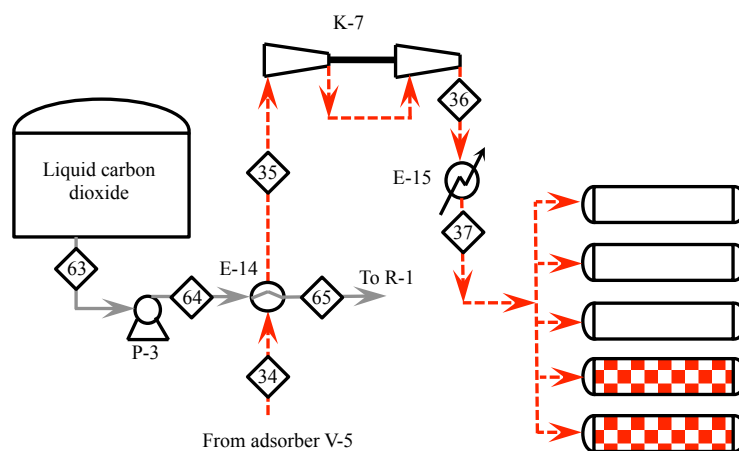 K-7
36
Liquid carbon
dioxide
35
E-15
37
63
E-14
To R-1
64
65
P-3
34
From adsorber V-5